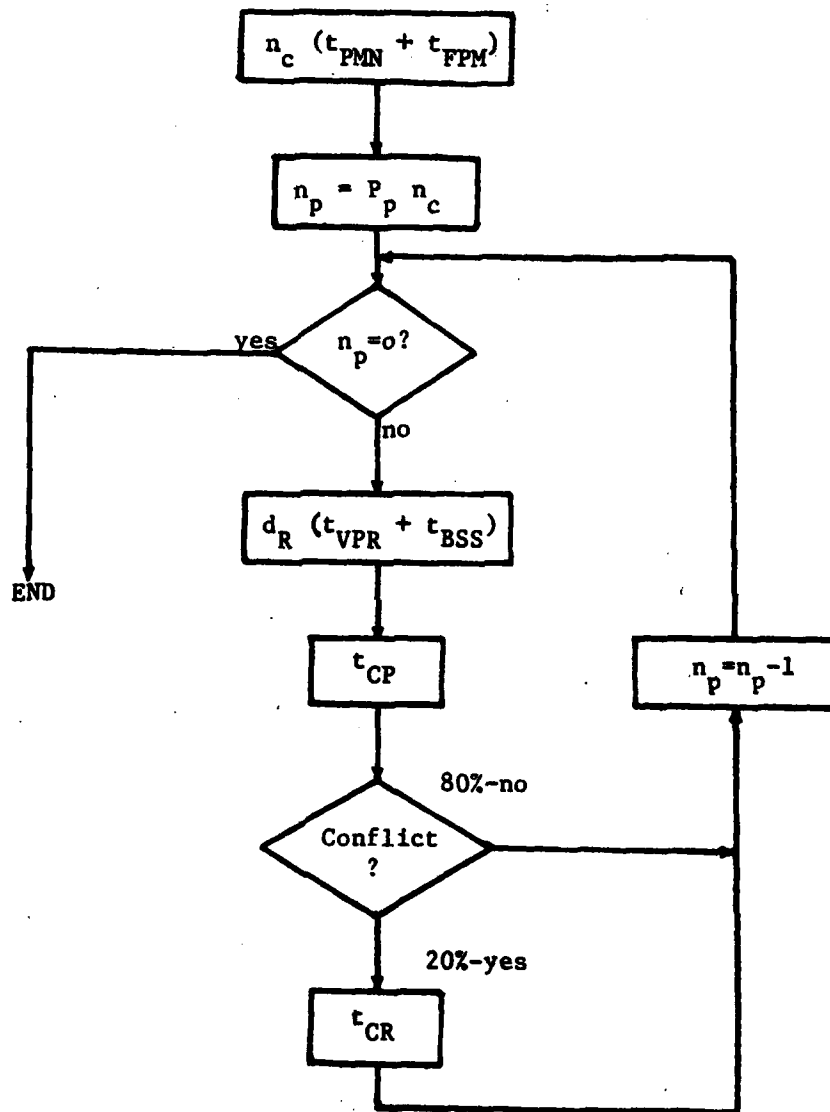 n_c (t_PMN + t_FPM)
n_p = P_p n_c
yes
n_p=o?
no
d_R (t_VPR + t_BSS)
END
t_CP
n_p=n_p-1
80%-no
Conflict
?
20%-yes
t_CR